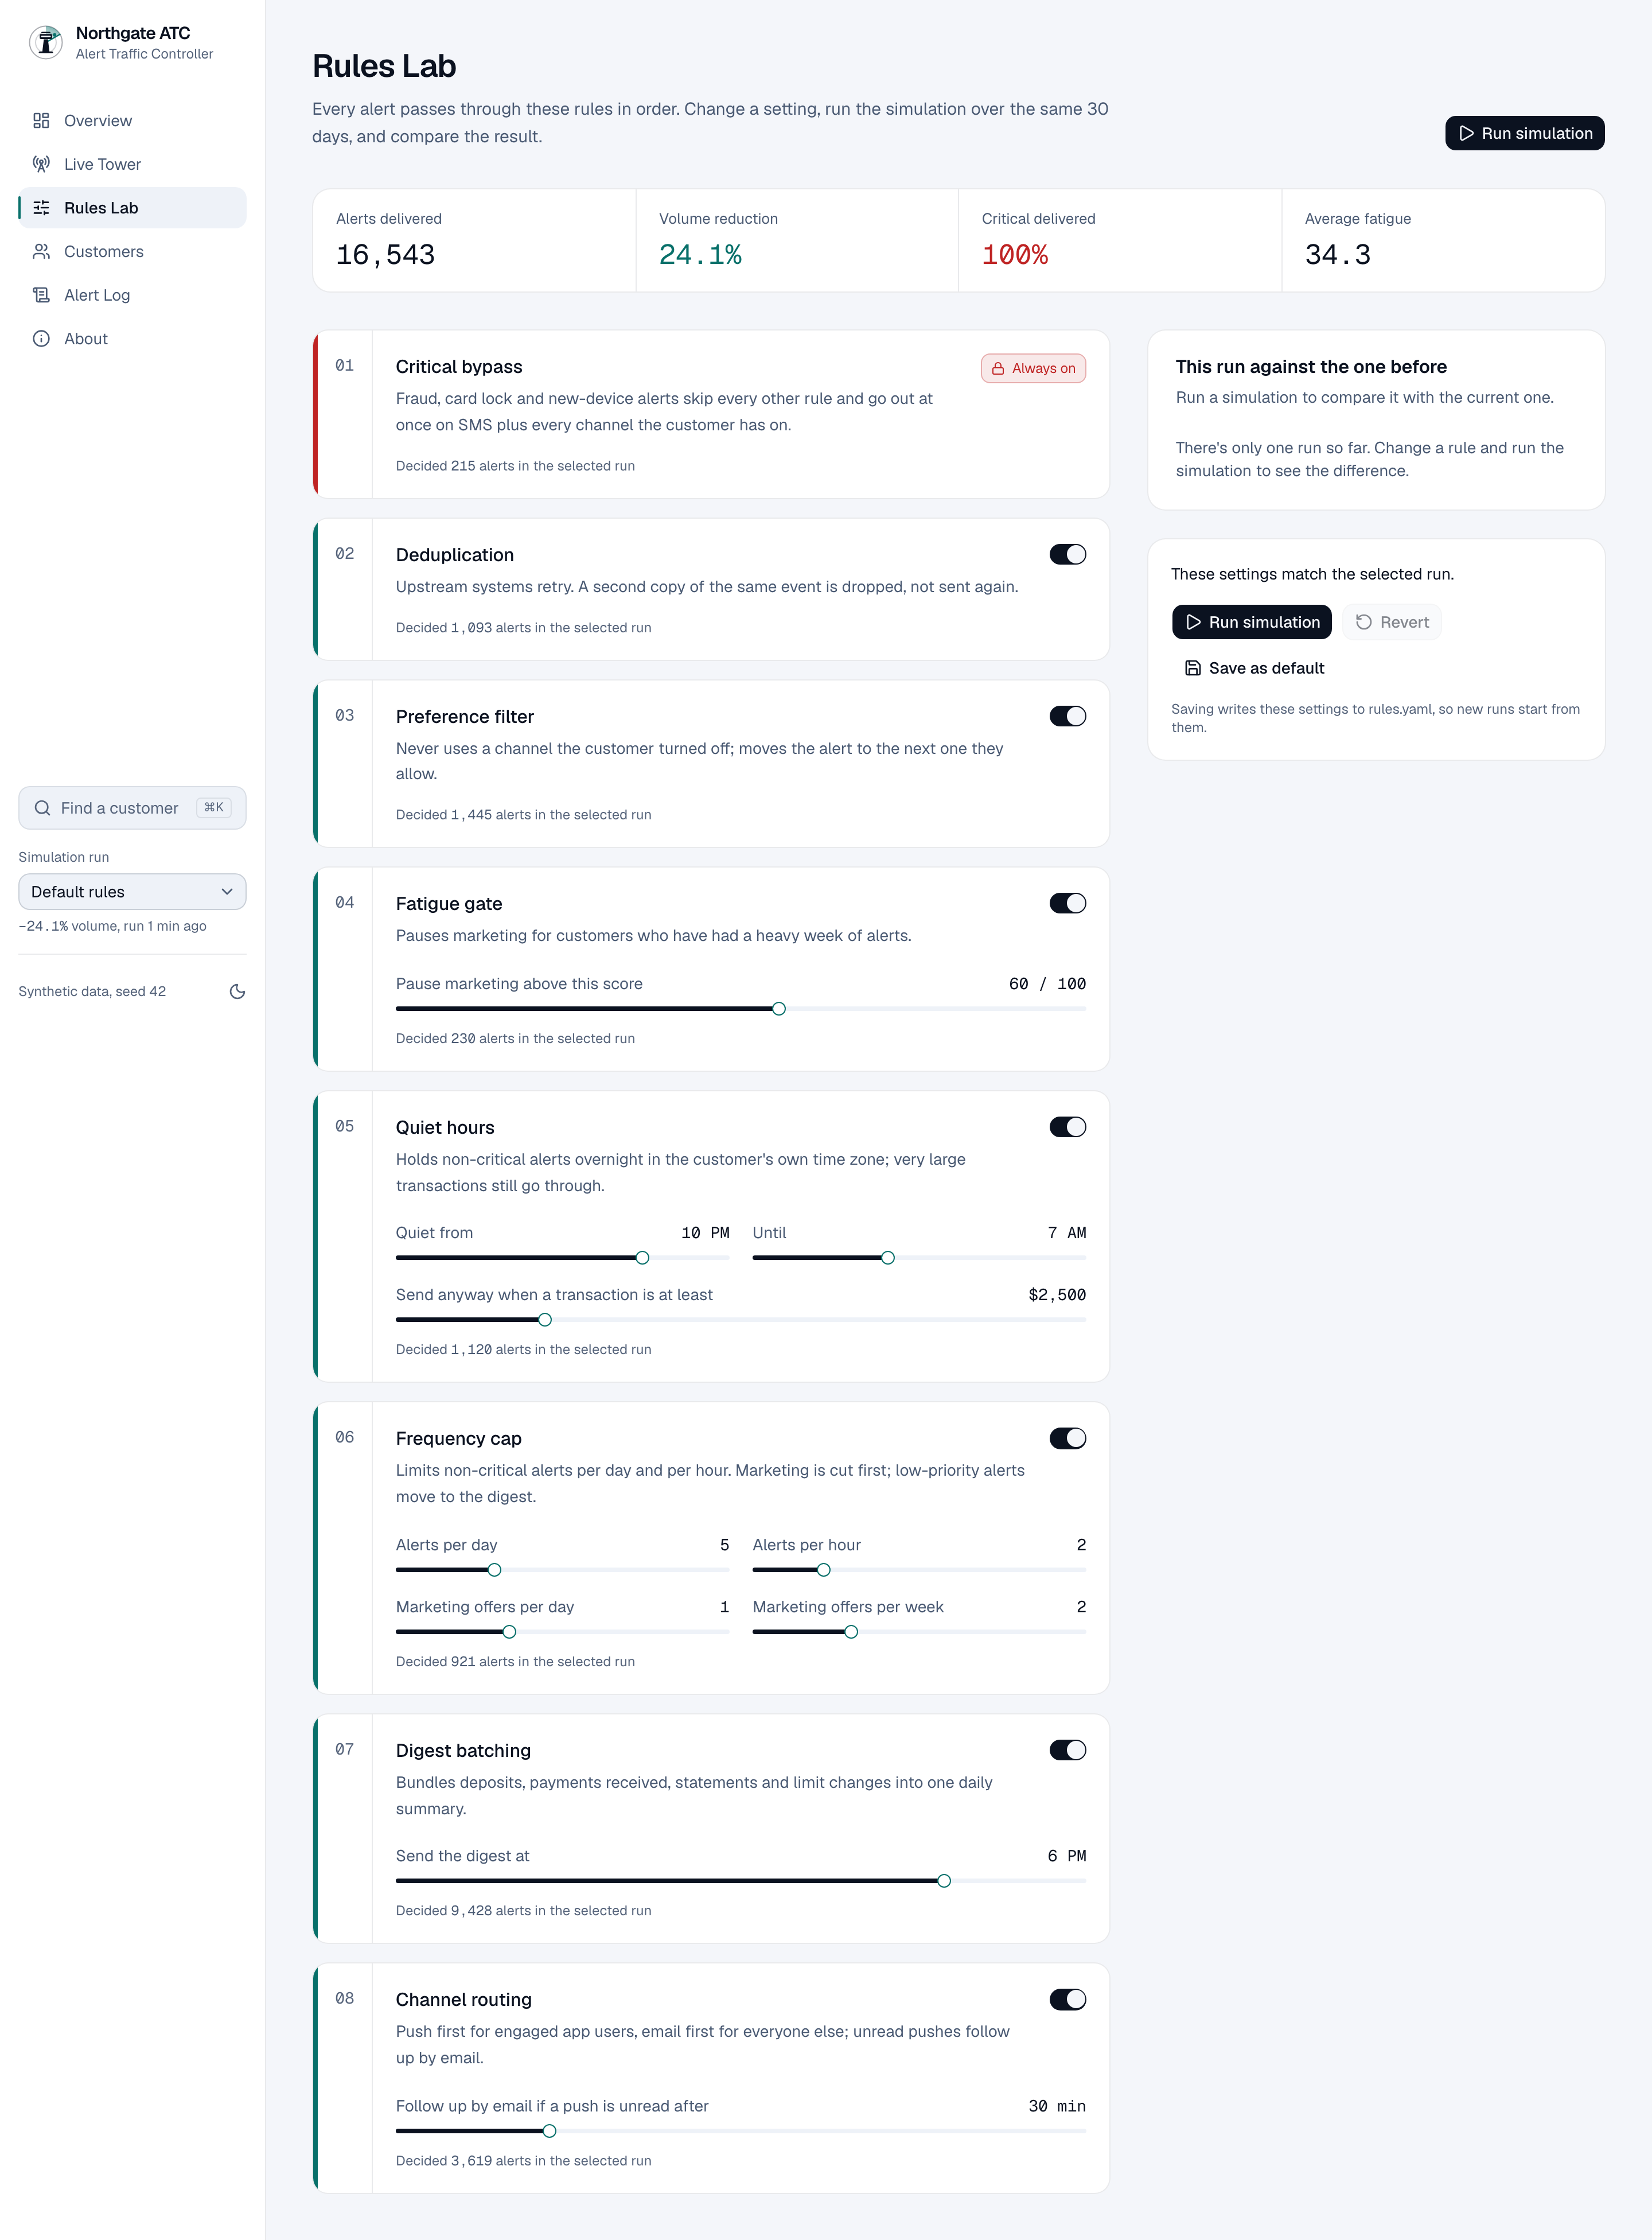 Northgate ATC
Alert Traffic Controller
Overview
Live Tower
Rules Lab
Customers
Alert Log
About
Find a customer
⌘K
Simulation run
Default rules
−24.1% volume, run 1 min ago
Synthetic data, seed 42
Rules Lab
Every alert passes through these rules in order. Change a setting, run the simulation over the same 30
days, and compare the result.
Run simulation
Alerts delivered
16,543
Volume reduction
24.1%
Critical delivered
100%
Average fatigue
34.3
01
Critical bypass
Always on
Fraud, card lock and new-device alerts skip every other rule and go out at
once on SMS plus every channel the customer has on.
Decided 215 alerts in the selected run
02
Deduplication
Upstream systems retry. A second copy of the same event is dropped, not sent again.
Decided 1,093 alerts in the selected run
03
Preference filter
Never uses a channel the customer turned off; moves the alert to the next one they
allow.
Decided 1,445 alerts in the selected run
04
Fatigue gate
Pauses marketing for customers who have had a heavy week of alerts.
Pause marketing above this score
60 / 100
Decided 230 alerts in the selected run
05
Quiet hours
Holds non-critical alerts overnight in the customer's own time zone; very large
transactions still go through.
Quiet from
10 PM
Until
7 AM
Send anyway when a transaction is at least
$2,500
Decided 1,120 alerts in the selected run
06
Frequency cap
Limits non-critical alerts per day and per hour. Marketing is cut first; low-priority alerts
move to the digest.
Alerts per day
5
Alerts per hour
2
Marketing offers per day
1
Marketing offers per week
2
Decided 921 alerts in the selected run
07
Digest batching
Bundles deposits, payments received, statements and limit changes into one daily
summary.
Send the digest at
6 PM
Decided 9,428 alerts in the selected run
08
Channel routing
Push first for engaged app users, email first for everyone else; unread pushes follow
up by email.
Follow up by email if a push is unread after
30 min
Decided 3,619 alerts in the selected run
This run against the one before
Run a simulation to compare it with the current one.
There's only one run so far. Change a rule and run the
simulation to see the difference.
These settings match the selected run.
Run simulation
Revert
Save as default
Saving writes these settings to rules.yaml, so new runs start from
them.